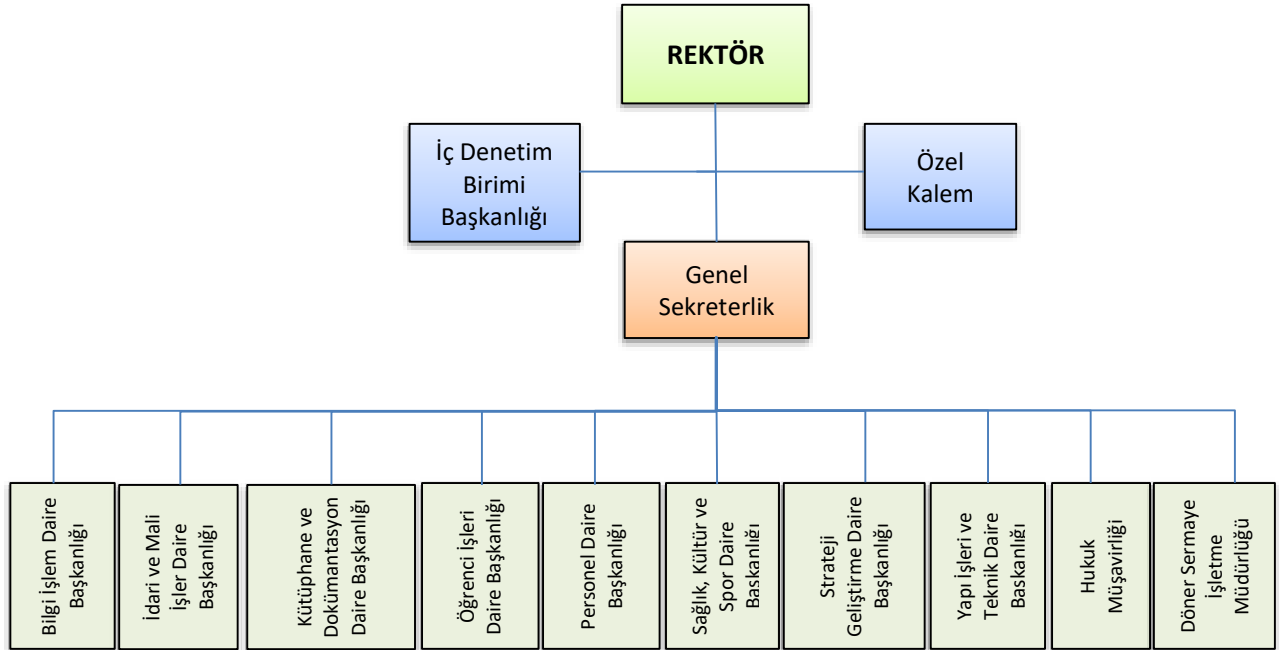 REKTÖR
İç Denetim
Birimi
Başkanlığı
Özel
Kalem
Genel
Sekreterlik
Bilgi İşlem Daire
Başkanlığı
İdari ve Mali
İşler Daire
Başkanlığı
Kütüphane ve
Dokümantasyon
Daire Başkanlığı
Öğrenci İşleri
Daire Başkanlığı
Personel Daire
Başkanlığı
Sağlık, Kültür ve
Spor Daire
Baskanlığı
Strateji
Geliştirme Daire
Başkanlığı
Yapı İşleri ve
Teknik Daire
Baskanlığı
Hukuk
Müşavirliği
Döner Sermaye
İşletme
Müdürlüğü